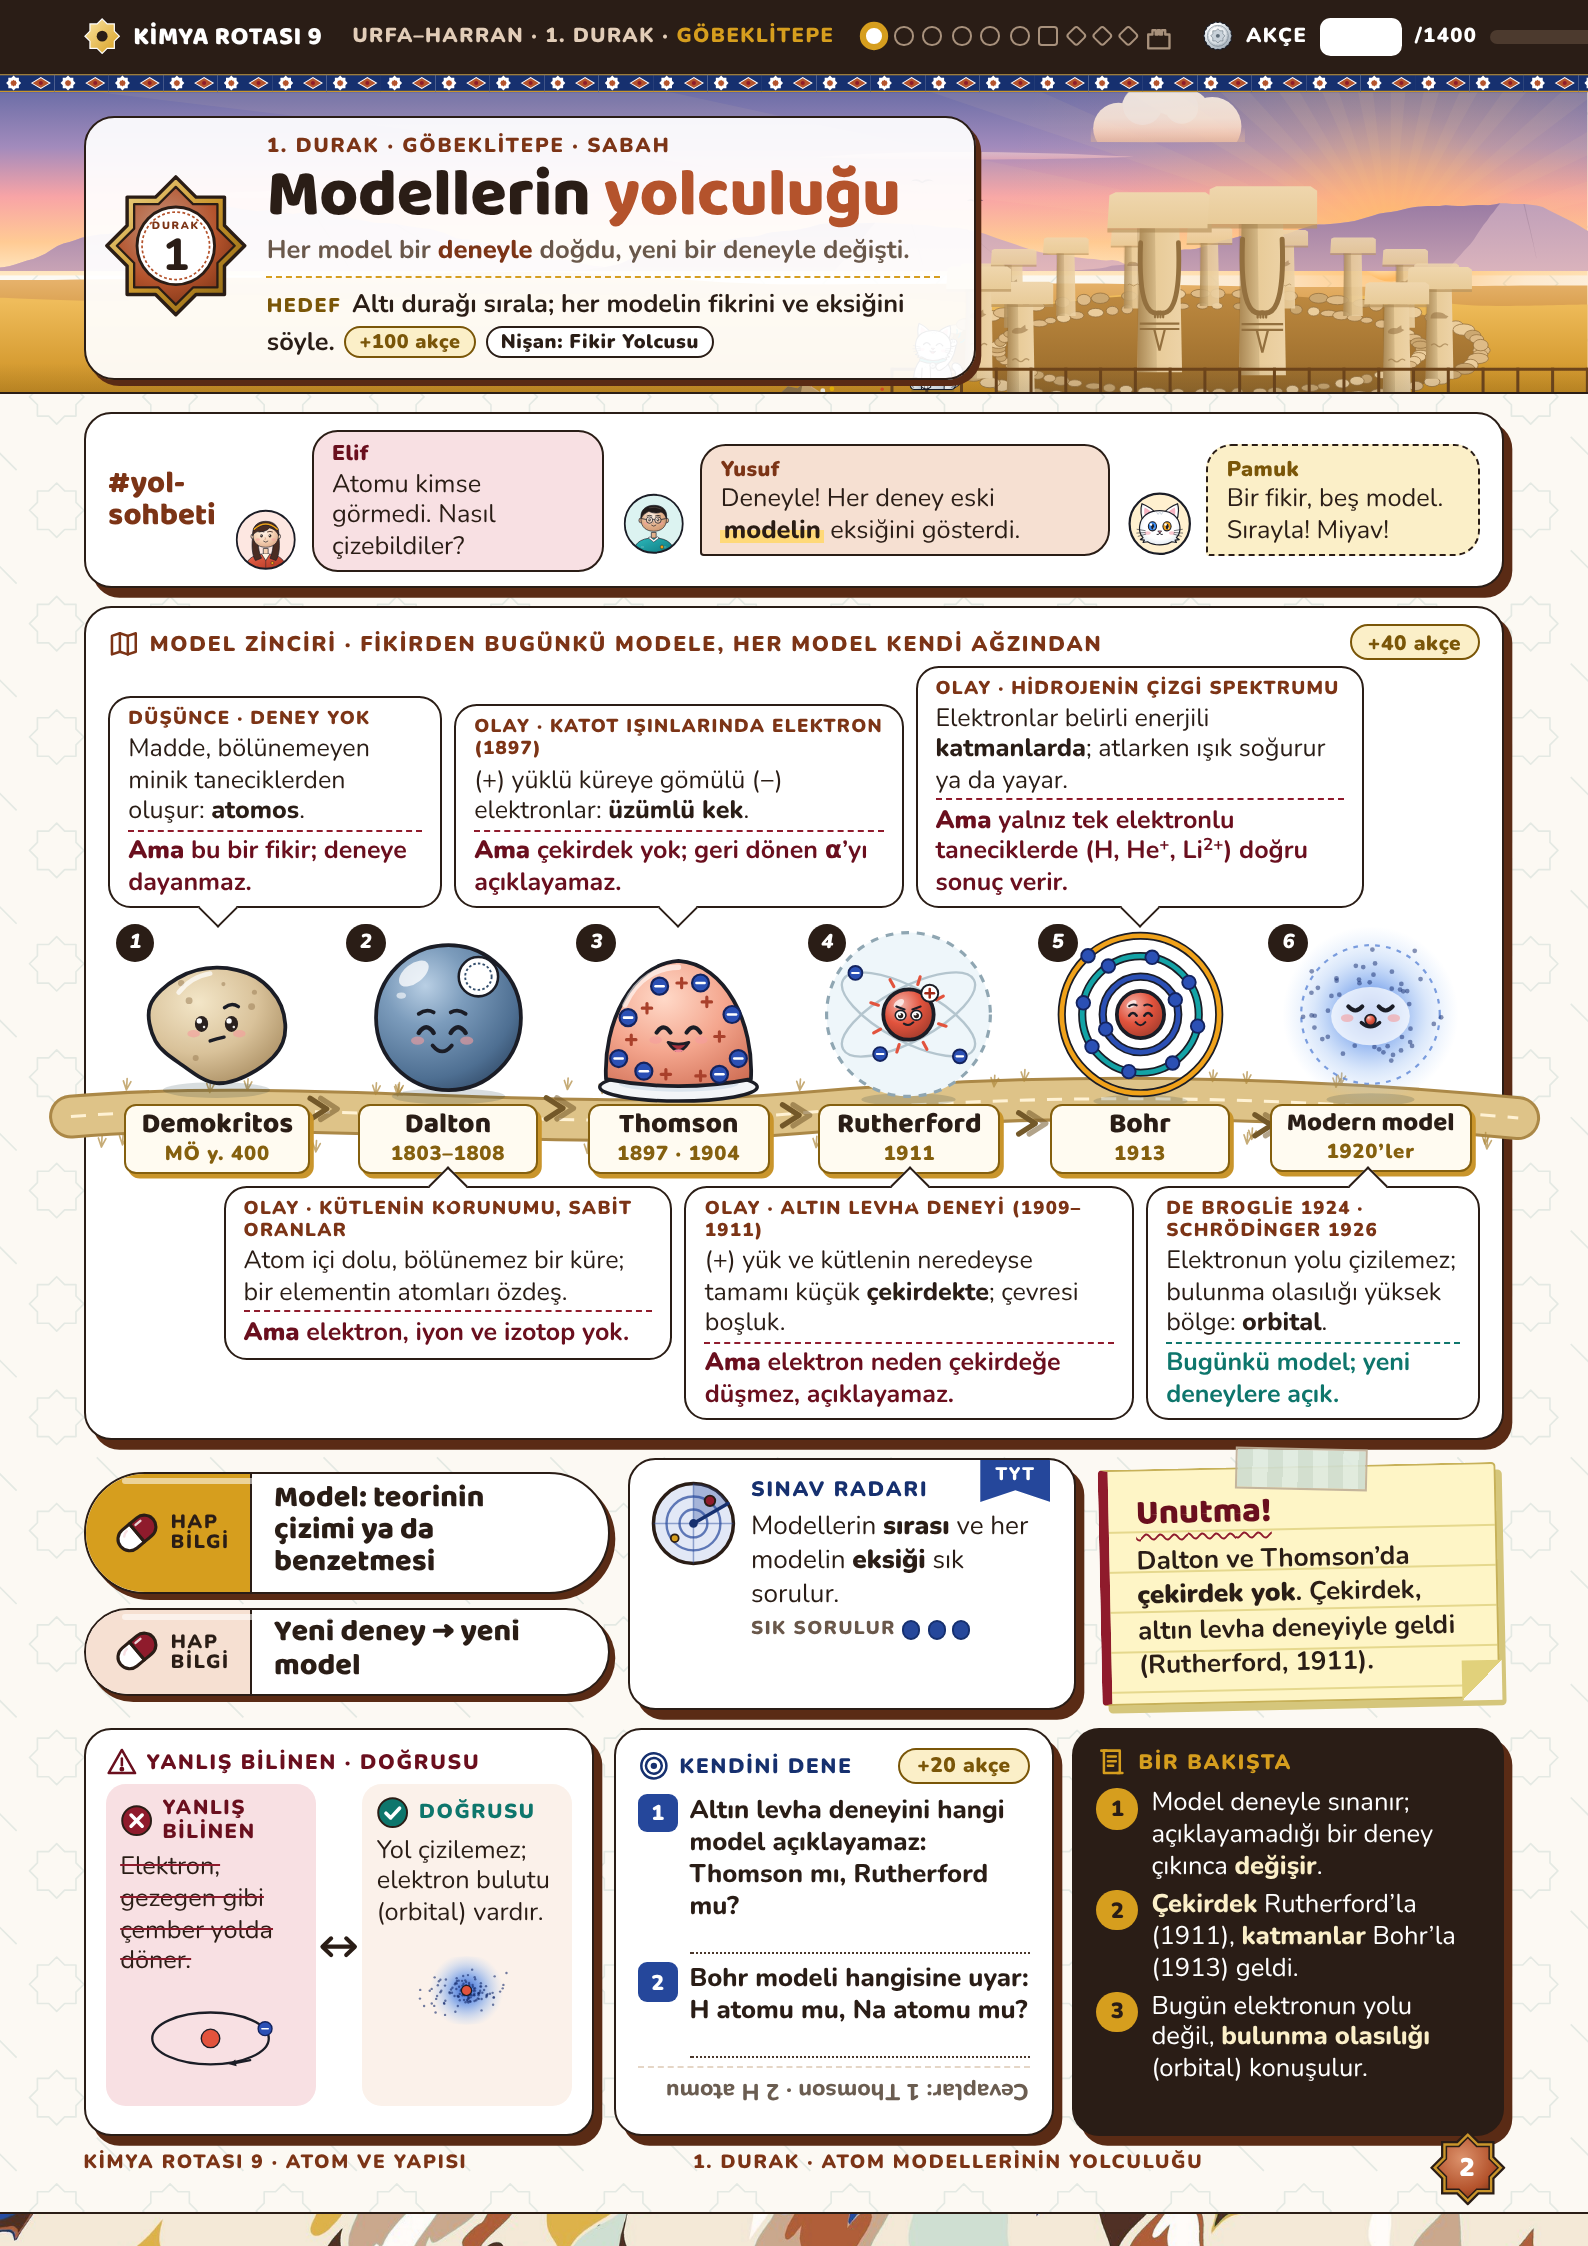 KİMYA ROTASI 9 URFA–HARRAN · 1. DURAK · GÖBEKLİTEPE AKÇE /1400
1. DURAK · GÖBEKLİTEPE · SABAH
DURAK
1
Modellerin yolculuğu
Her model bir deneyle doğdu, yeni bir deneyle değişti.
HEDEF Altı durağı sırala; her modelin fikrini ve eksiğini
söyle. +100 akçe Nişan: Fikir Yolcusu
#yol-
sohbeti
Elif
Atomu kimse
görmedi. Nasıl
çizebildiler?
Yusuf
Deneyle! Her deney eski
modelin eksiğini gösterdi.
Pamuk
Bir fikir, beş model.
Sırayla! Miyav!
MODEL ZİNCİRİ · FİKİRDEN BUGÜNKÜ MODELE, HER MODEL KENDİ AĞZINDAN
+40 akçe
DÜŞÜNCE · DENEY YOK
Madde, bölünemeyen
minik taneciklerden
oluşur: atomos.
Ama bu bir fikir; deneye
dayanmaz.
OLAY · KATOT IŞINLARINDA ELEKTRON
(1897)
(+) yüklü küreye gömülü (−)
elektronlar: üzümlü kek.
Ama çekirdek yok; geri dönen α’yı
açıklayamaz.
OLAY · HİDROJENİN ÇİZGİ SPEKTRUMU
Elektronlar belirli enerjili
katmanlarda; atlarken ışık soğurur
ya da yayar.
Ama yalnız tek elektronlu
taneciklerde (H, He⁺, Li²⁺) doğru
sonuç verir.
1
2
3
4
5
6
Demokritos
MÖ y. 400
Dalton
1803–1808
Thomson
1897 · 1904
Rutherford
1911
Bohr
1913
Modern model
1920’ler
OLAY · KÜTLENİN KORUNUMU, SABİT
ORANLAR
Atom içi dolu, bölünemez bir küre;
bir elementin atomları özdeş.
Ama elektron, iyon ve izotop yok.
OLAY · ALTIN LEVHA DENEYİ (1909–
1911)
(+) yük ve kütlenin neredeyse
tamamı küçük çekirdekte; çevresi
boşluk.
Ama elektron neden çekirdeğe
düşmez, açıklayamaz.
DE BROGLİE 1924 ·
SCHRÖDİNGER 1926
Elektronun yolu çizilemez;
bulunma olasılığı yüksek
bölge: orbital.
Bugünkü model; yeni
deneylere açık.
HAP
BİLGİ
Model: teorinin
çizimi ya da
benzetmesi
HAP
BİLGİ
Yeni deney → yeni
model
SINAV RADARI
TYT
Modellerin sırası ve her
modelin eksiği sık
sorulur.
SIK SORULUR
Unutma!
Dalton ve Thomson’da
çekirdek yok. Çekirdek,
altın levha deneyiyle geldi
(Rutherford, 1911).
YANLIŞ BİLİNEN · DOĞRUSU
YANLIŞ
BİLİNEN
Elektron,
gezegen gibi
çember yolda
döner.
DOĞRUSU
Yol çizilemez;
elektron bulutu
(orbital) vardır.
KENDİNİ DENE
+20 akçe
1 Altın levha deneyini hangi
model açıklayamaz:
Thomson mı, Rutherford
mu?
2 Bohr modeli hangisine uyar:
H atomu mu, Na atomu mu?
Cevaplar: 1 Thomson · 2 H atomu
BİR BAKIŞTA
1 Model deneyle sınanır;
açıklayamadığı bir deney
çıkınca değişir.
2 Çekirdek Rutherford’la
(1911), katmanlar Bohr’la
(1913) geldi.
3 Bugün elektronun yolu
değil, bulunma olasılığı
(orbital) konuşulur.
KİMYA ROTASI 9 · ATOM VE YAPISI
1. DURAK · ATOM MODELLERİNİN YOLCULUĞU
2